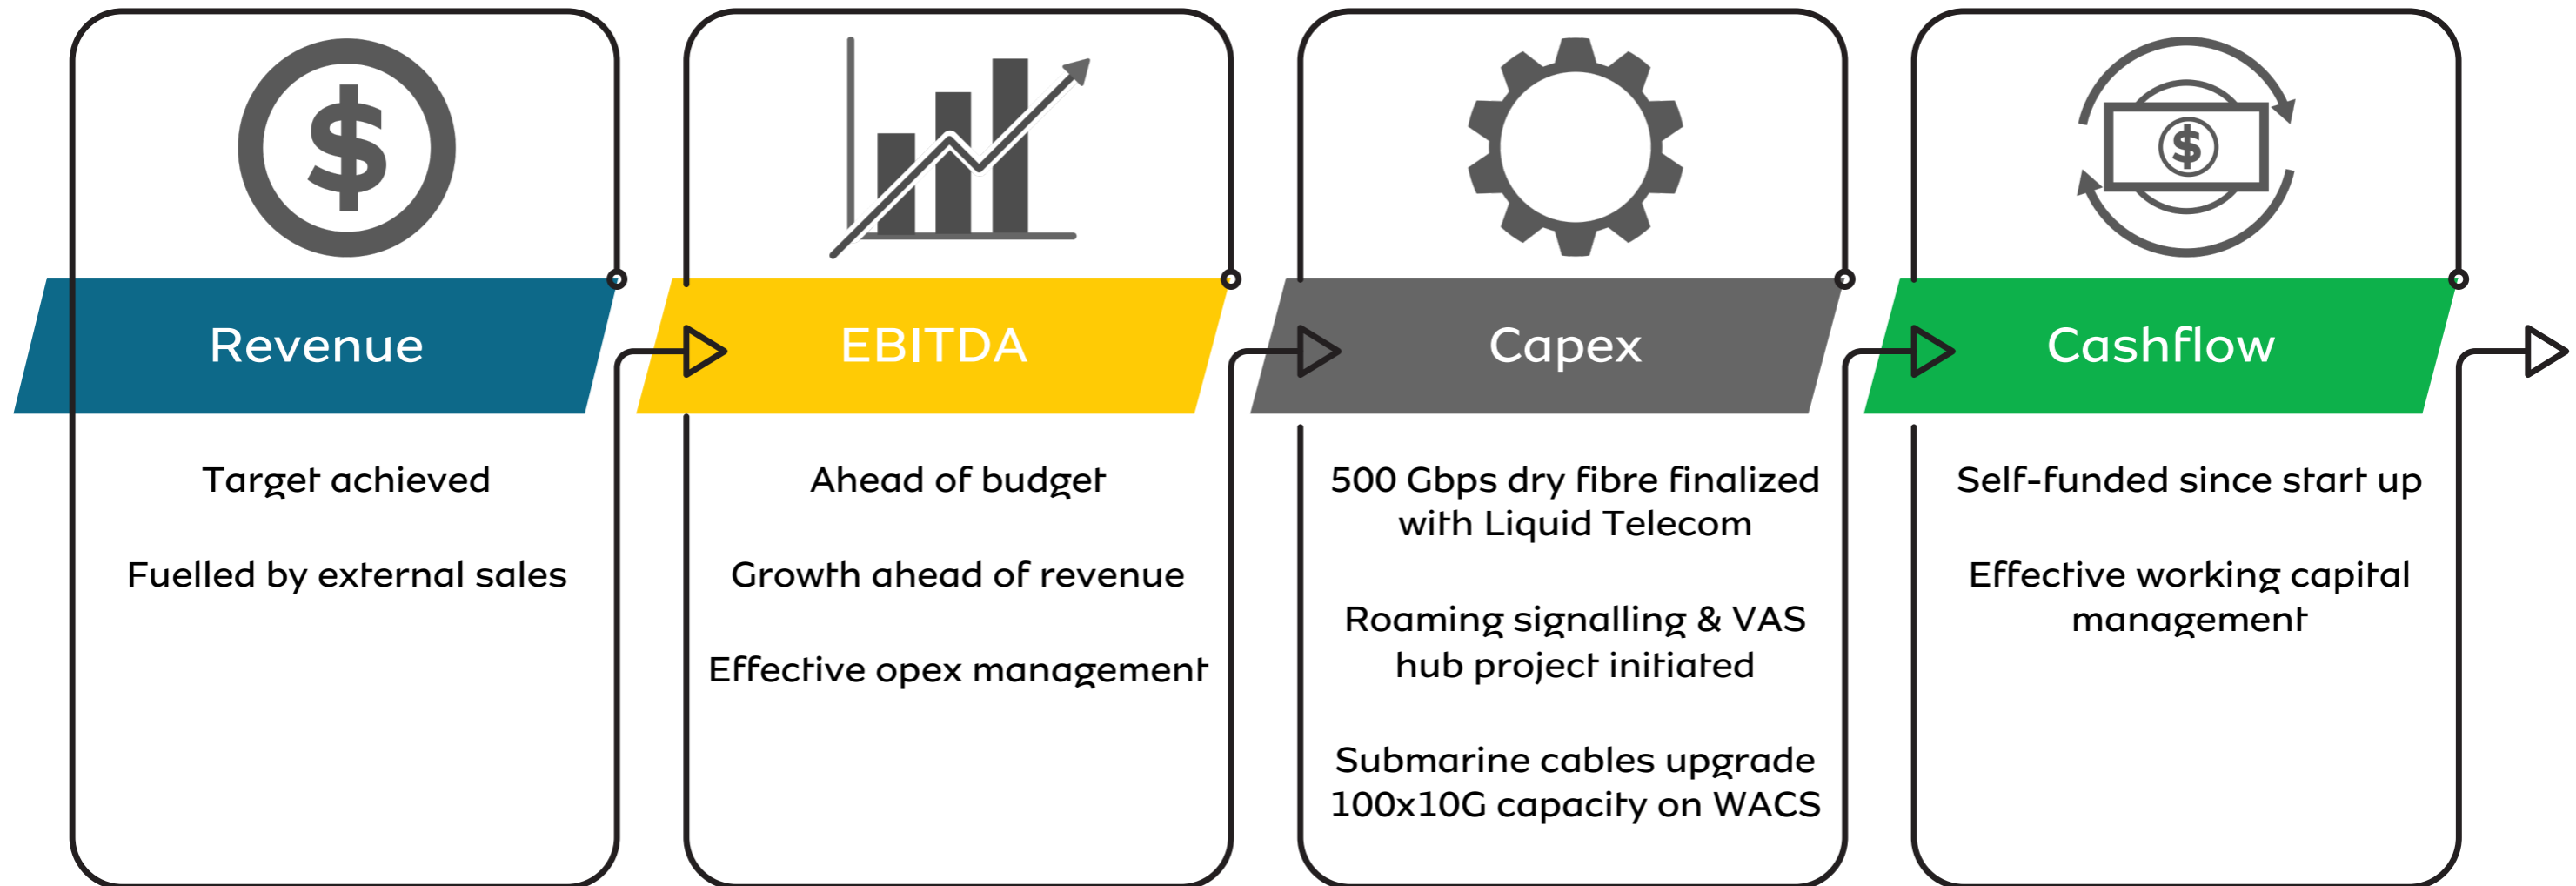 $
$
Revenue
Target achieved
Fuelled by external sales
EBITDA
Ahead of budget
Growth ahead of revenue
Effective opex management
Capex
500 Gbps dry fibre finalized
with Liquid Telecom
Roaming signalling & VAS
hub project initiated
Submarine cables upgrade
100x10G capacity on WACS
Cashflow
Self-funded since start up
Effective working capital
management